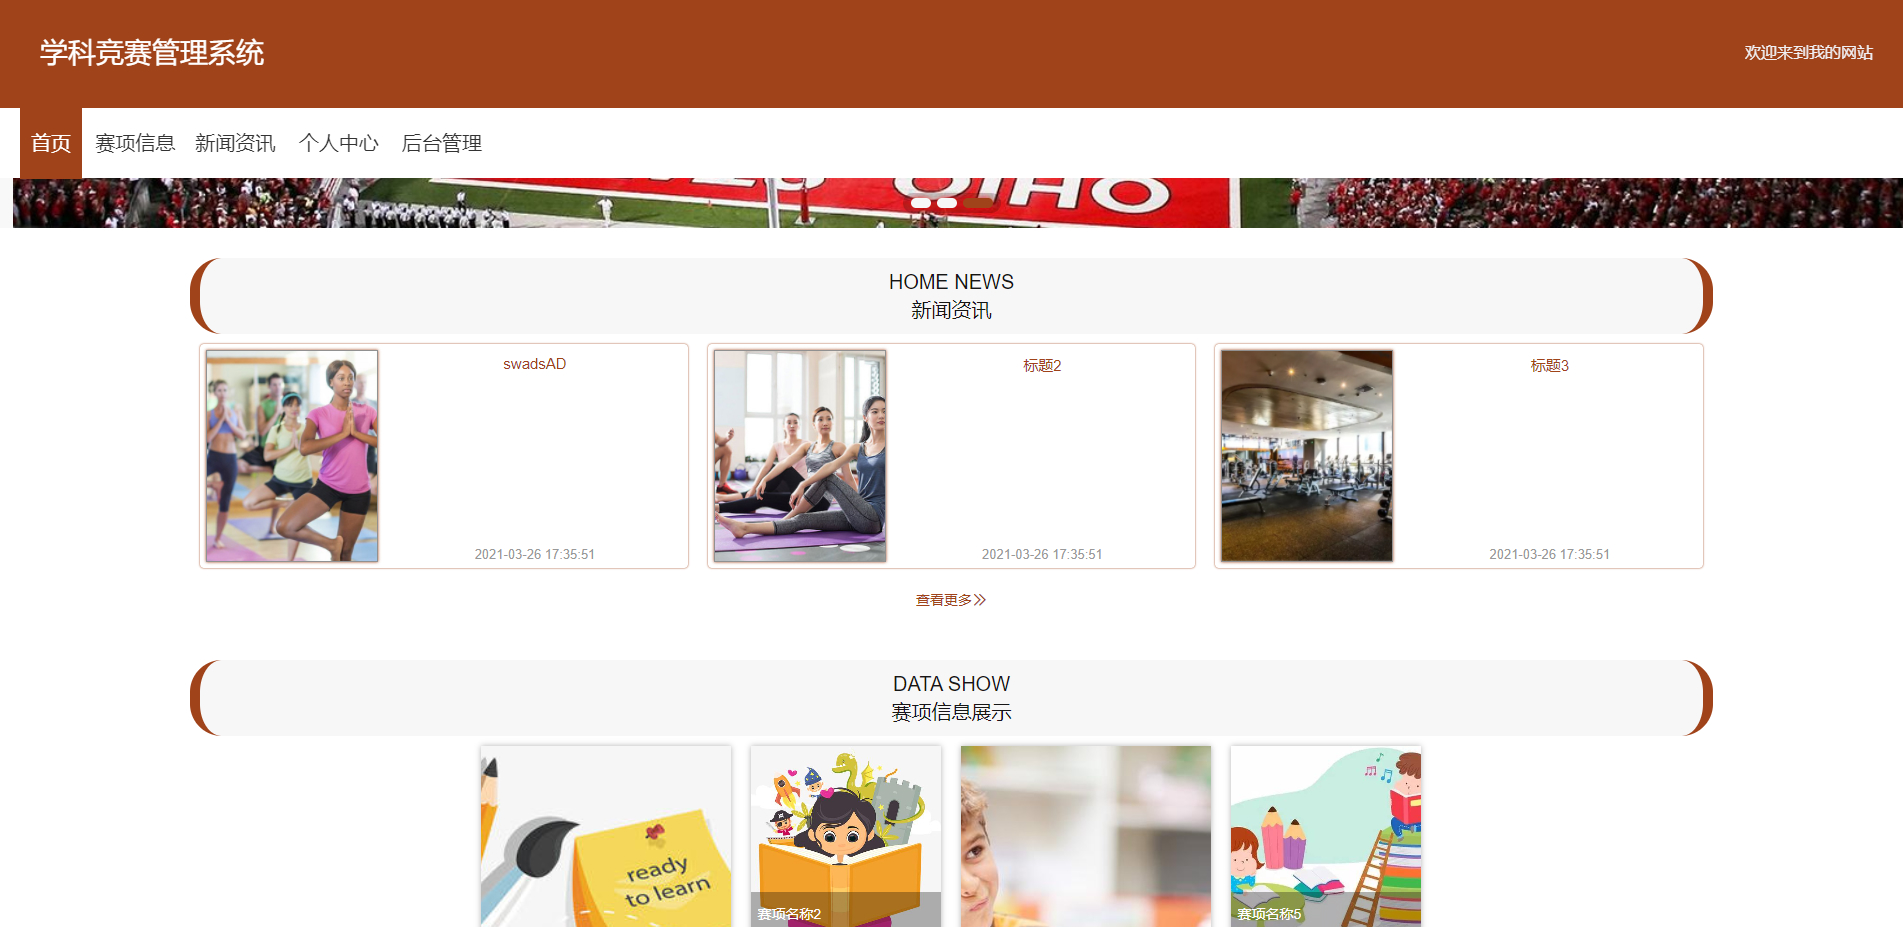 学科竞赛管理系统
欢迎来到我的网站
首页 赛项信息 新闻资讯 个人中心 后台管理
OHIO
HOME NEWS
新闻资讯
swadsAD
2021-03-26 17:35:51
标题2
2021-03-26 17:35:51
标题3
2021-03-26 17:35:51
查看更多
DATA SHOW
赛项信息展示
ready
to learn
赛项名称2
赛项名称5